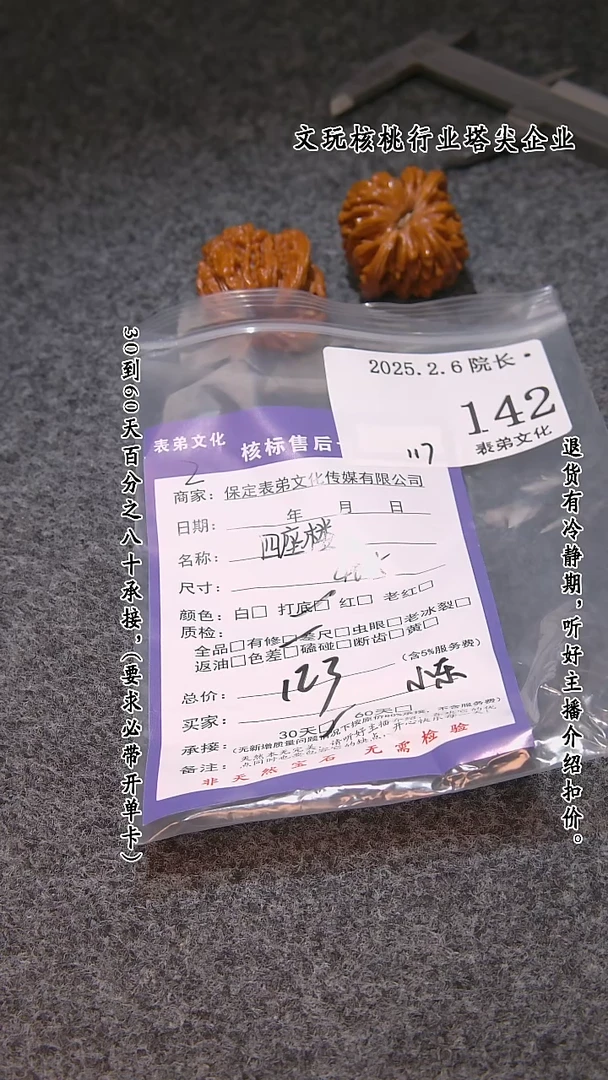 文玩核桃行业塔尖企业
30到60天百分之八十承接，（要求必带开单卡）
退货有冷静期，听好主播介绍扣价。
2025.2.6 院长·
142
表弟文化
表弟文化 核标售后
117
2
商家：保定表弟文化传媒有限公司
日期： 年 月 日
名称： 四座楼
尺寸：
颜色：白□ 打底□ 红□ 老红□
质检：
全品□有修□ 尺□虫眼□老冰裂□
返油□色差□磕碰□断齿□黄□
总价： 123 (含5%服务费)
买家： 小乐
承接： 30天□ 60天□
备注：
非天然宝石 无需检验